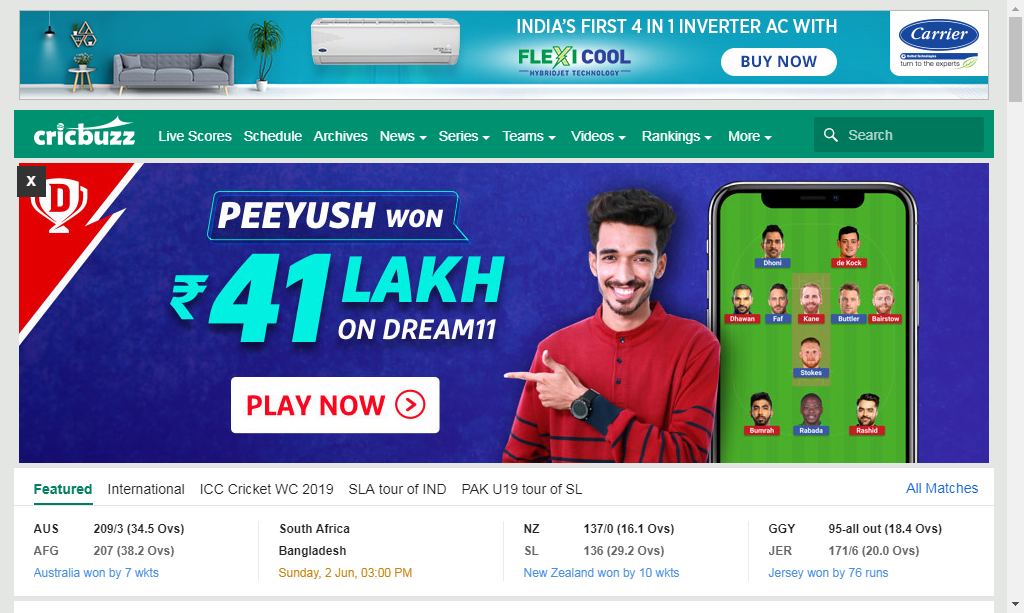 INDIA'S FIRST 4 IN 1 INVERTER AC WITH
FLEXI COOL
HYBRIDJET TECHNOLOGY
BUY NOW
Carrier
turn to the experts
cricbuzz
Live Scores Schedule Archives News Series Teams Videos Rankings More
Search
X
D
PEEYUSH WON
₹41 LAKH
ON DREAM11
PLAY NOW
Dhoni de Kock
Dhawan Faf Kane Buttler Bairstow
Stokes
Bumrah Rabada Rashid
Featured International ICC Cricket WC 2019 SLA tour of IND PAK U19 tour of SL All Matches
AUS 209/3 (34.5 Ovs)
AFG 207 (38.2 Ovs)
Australia won by 7 wkts
South Africa
Bangladesh
Sunday, 2 Jun, 03:00 PM
NZ 137/0 (16.1 Ovs)
SL 136 (29.2 Ovs)
New Zealand won by 10 wkts
GGY 95-all out (18.4 Ovs)
JER 171/6 (20.0 Ovs)
Jersey won by 76 runs